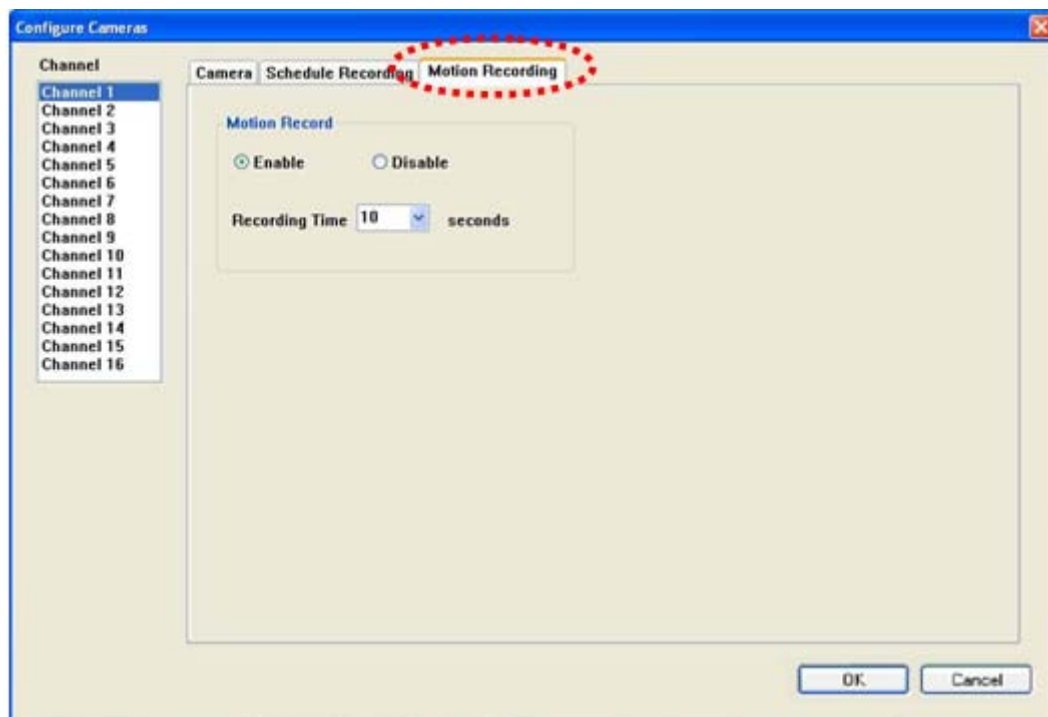 Configure Cameras
Channel
Channel 1
Channel 2
Channel 3
Channel 4
Channel 5
Channel 6
Channel 7
Channel 8
Channel 9
Channel 10
Channel 11
Channel 12
Channel 13
Channel 14
Channel 15
Channel 16
Camera Schedule Recording Motion Recording
Motion Record
Enable Disable
Recording Time 10 seconds
OK Cancel